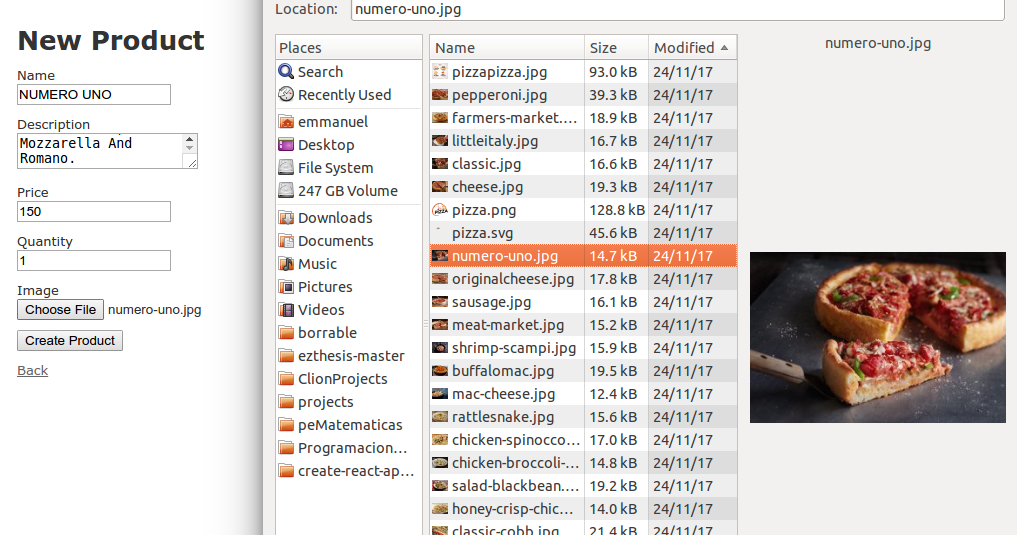 New Product
Name
NUMERO UNO
Description
Mozzarella And
Romano.
Price
150
Quantity
1
Image
Choose File numero-uno.jpg
Create Product
Back
Location: numero-uno.jpg
Places
Search
Recently Used
emmanuel
Desktop
File System
247 GB Volume
Downloads
Documents
Music
Pictures
Videos
borrable
ezthesis-master
ClionProjects
projects
peMatematicas
Programacion...
create-react-ap...
Name Size Modified
pizzapizza.jpg 93.0 kB 24/11/17
pepperoni.jpg 39.3 kB 24/11/17
farmers-market.... 18.9 kB 24/11/17
littleitaly.jpg 16.7 kB 24/11/17
classic.jpg 16.6 kB 24/11/17
cheese.jpg 19.3 kB 24/11/17
pizza.png 128.8 kB 24/11/17
pizza.svg 45.6 kB 24/11/17
numero-uno.jpg 14.7 kB 24/11/17
originalcheese.jpg 17.8 kB 24/11/17
sausage.jpg 16.1 kB 24/11/17
meat-market.jpg 15.2 kB 24/11/17
shrimp-scampi.jpg 15.9 kB 24/11/17
buffalomac.jpg 19.5 kB 24/11/17
mac-cheese.jpg 12.4 kB 24/11/17
rattlesnake.jpg 15.6 kB 24/11/17
chicken-spinocco... 17.0 kB 24/11/17
chicken-broccoli-... 14.8 kB 24/11/17
salad-blackbean.... 19.2 kB 24/11/17
honey-crisp-chic... 14.0 kB 24/11/17
classic-cobb.jpg 21.4 kB 24/11/17
numero-uno.jpg